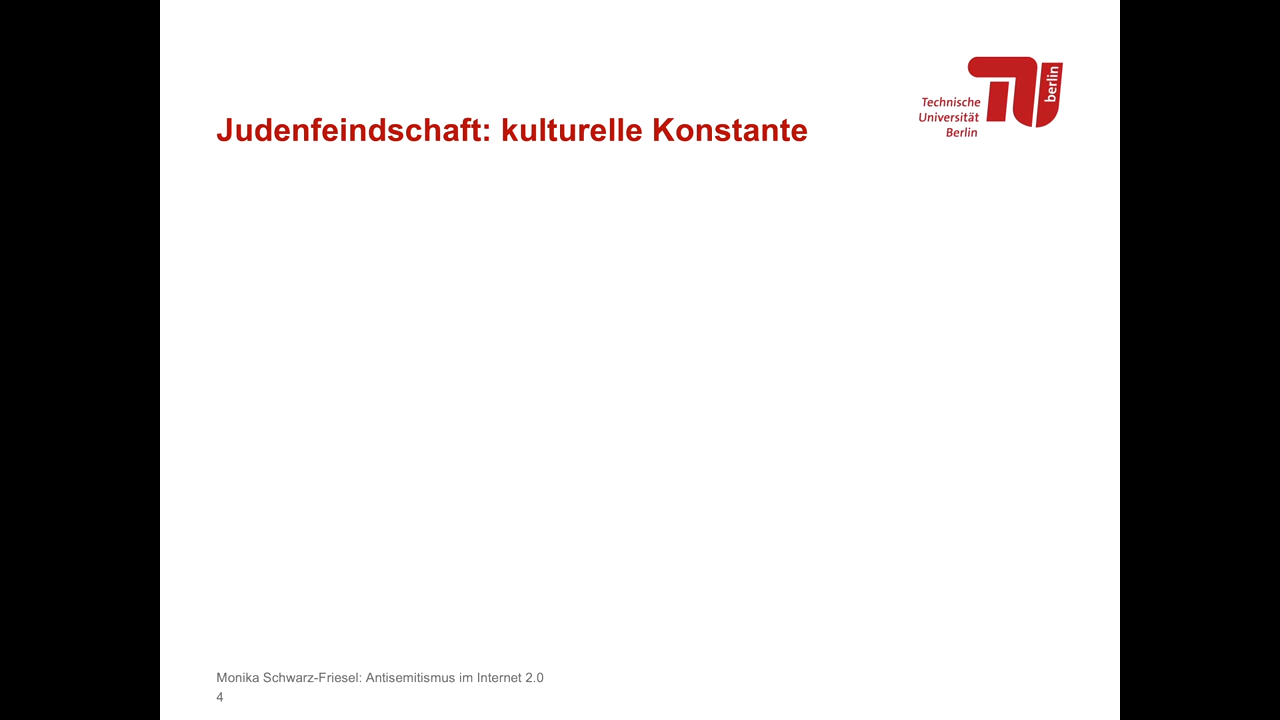 Judenfeindschaft: kulturelle Konstante
Technische
Universität
Berlin
berlin
Monika Schwarz-Friesel: Antisemitismus im Internet 2.0
4